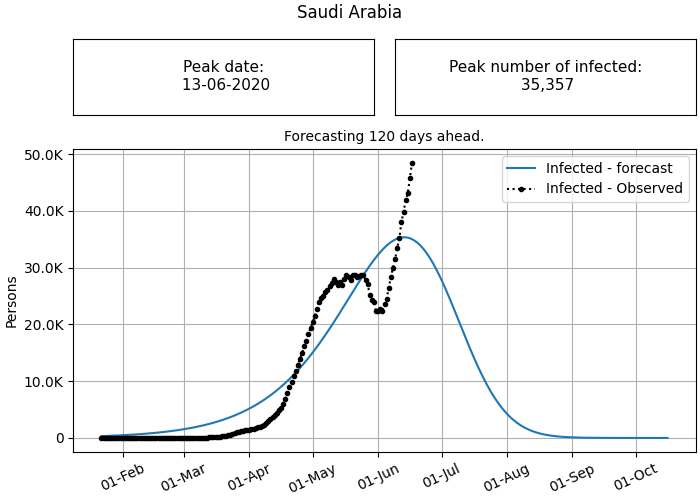 Saudi Arabia
Peak date:
13-06-2020
Peak number of infected:
35,357
Forecasting 120 days ahead.
Infected - forecast
Infected - Observed
Persons
50.0K
40.0K
30.0K
20.0K
10.0K
0
01-Feb
01-Mar
01-Apr
01-May
01-Jun
01-Jul
01-Aug
01-Sep
01-Oct